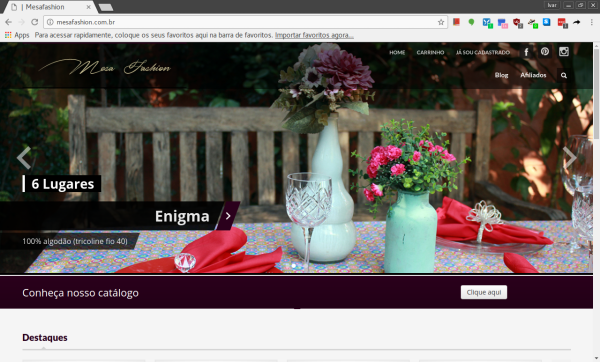 | Mesafashion
Ivar
mesafashion.com.br
Apps Para acessar rapidamente, coloque os seus favoritos aqui na barra de favoritos. Importar favoritos agora...
HOME CARRINHO JÁ SOU CADASTRADO
Mesa Fashion
Blog Afiliados
6 Lugares
Enigma
100% algodão (tricoline fio 40)
Conheça nosso catálogo
Clique aqui
Destaques